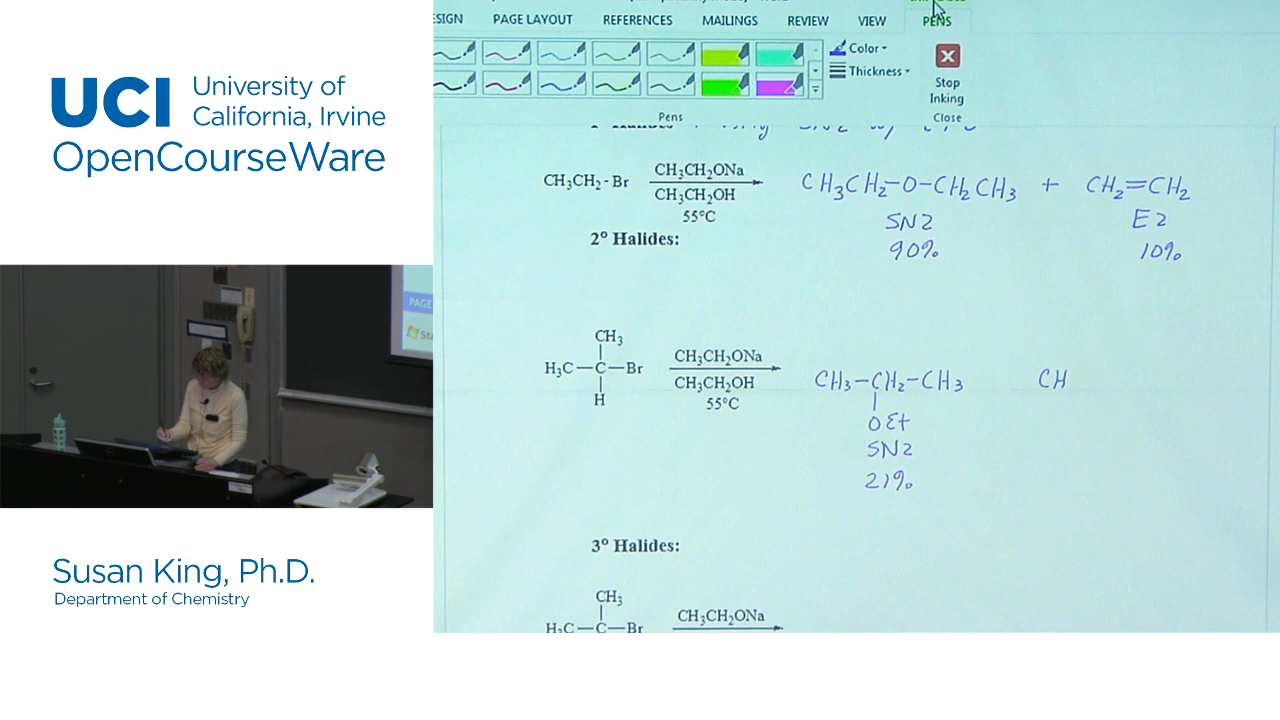 UCI University of California, Irvine
OpenCourseWare
Susan King, Ph.D.
Department of Chemistry
PAGE LAYOUT REFERENCES MAILINGS REVIEW VIEW PENS
Color
Thickness
Stop Inking
Pens
Close
CH₃CH₂-Br CH₃CH₂ONa CH₃CH₂-O-CH₂CH₃ + CH₂=CH₂
CH₃CH₂OH
55°C
SN2 E2
2° Halides:
90% 10%
CH₃
H₃C—C—Br
H
CH₃CH₂ONa
CH₃CH₂OH
55°C
CH₃-CH₂-CH₃ CH
OEt
SN2
21%
3° Halides:
CH₃
H₃C—C—Br
CH₃CH₂ONa